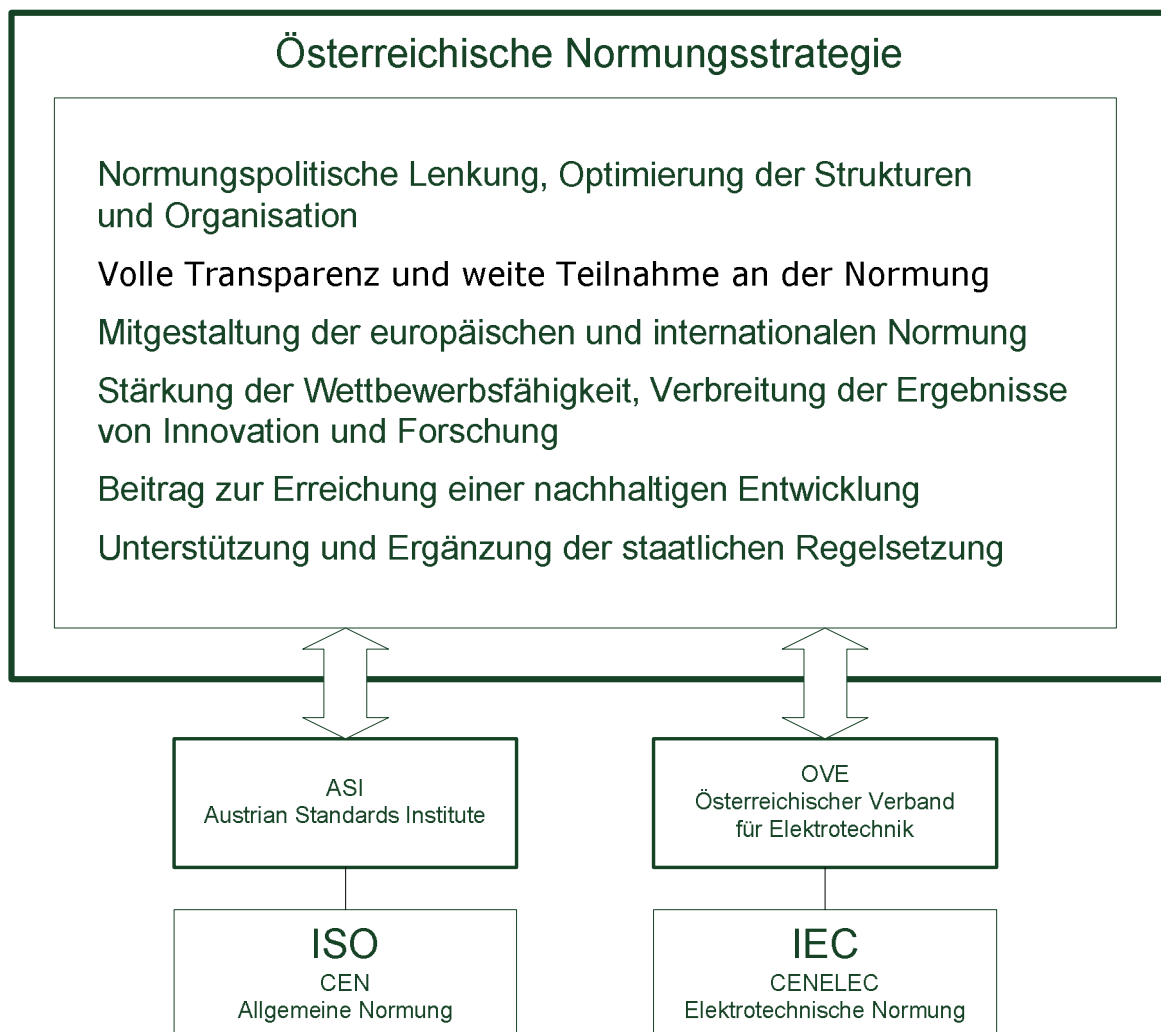 Österreichische Normungsstrategie
Normungspolitische Lenkung, Optimierung der Strukturen
und Organisation
Volle Transparenz und weite Teilnahme an der Normung
Mitgestaltung der europäischen und internationalen Normung
Stärkung der Wettbewerbsfähigkeit, Verbreitung der Ergebnisse
von Innovation und Forschung
Beitrag zur Erreichung einer nachhaltigen Entwicklung
Unterstützung und Ergänzung der staatlichen Regelsetzung
ASI
Austrian Standards Institute
OVE
Österreichischer Verband
für Elektrotechnik
ISO
CEN
Allgemeine Normung
IEC
CENELEC
Elektrotechnische Normung